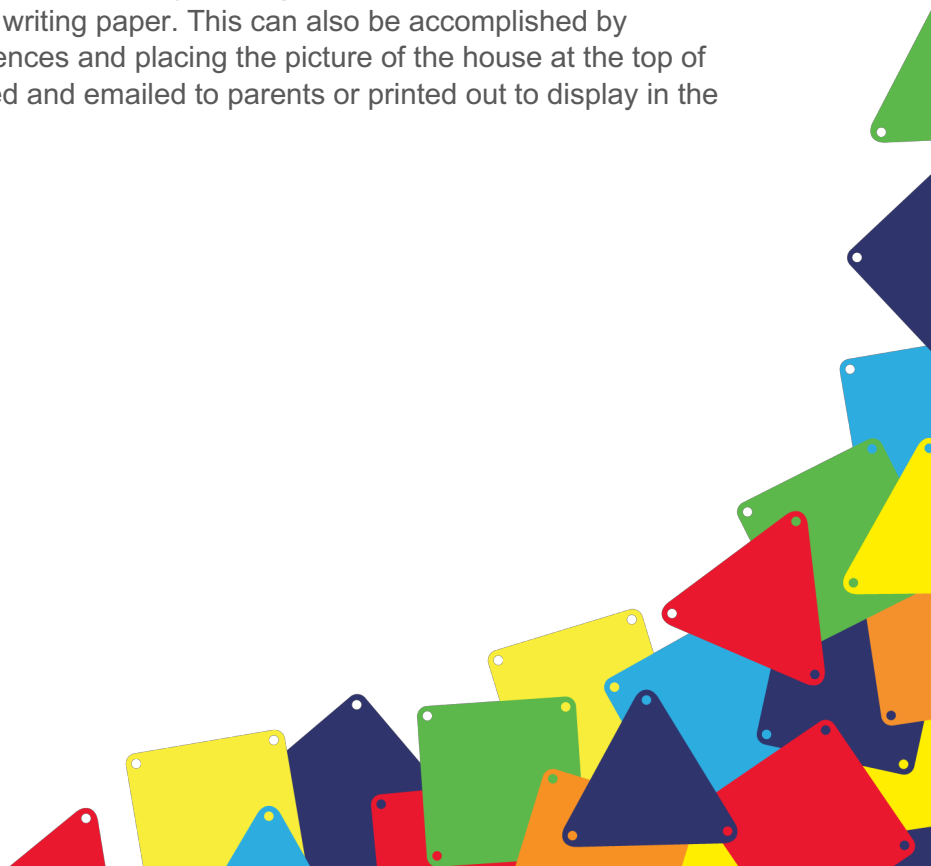 writing paper. This can also be accomplished by
ences and placing the picture of the house at the top of
ed and emailed to parents or printed out to display in the